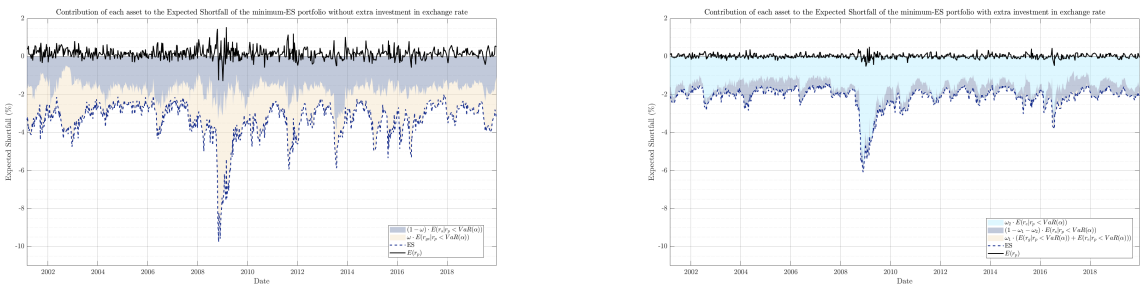 Contribution of each asset to the Expected Shortfall of the minimum-ES portfolio without extra investment in exchange rate
2
0
-2
-4
-6
-8
-10
Expected Shortfall (%)
2002
2004
2006
2008
2010
2012
2014
2016
2018
Date
(1 − ω) · E(r_s|r_p < VaR(α))
ES
E(r_p)
Contribution of each asset to the Expected Shortfall of the minimum-ES portfolio with extra investment in exchange rate
2
0
-2
-4
-6
-8
-10
Expected Shortfall (%)
2002
2004
2006
2008
2010
2012
2014
2016
2018
Date
ES
E(r_p)